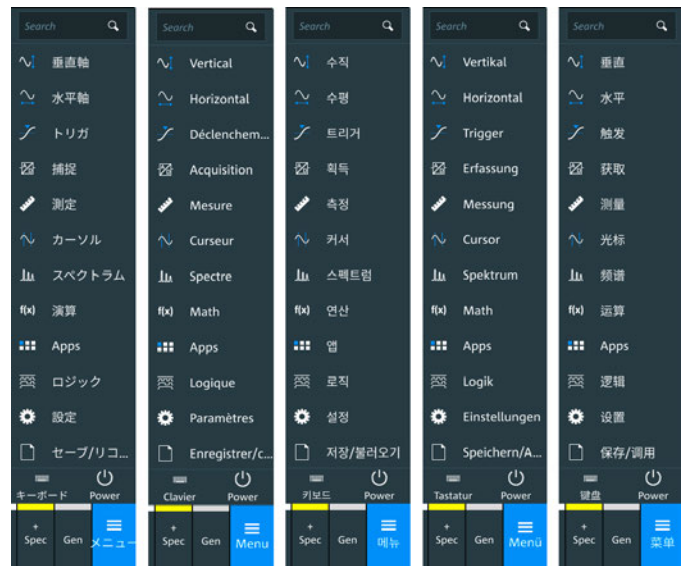 Search
垂直軸
水平軸
トリガ
捕捉
測定
カーソル
スペクトラム
f(x) 演算
Apps
ロジック
設定
セーブ/リコ...
キーボード Power
+
Spec Gen メニュー
Search
Vertical
Horizontal
Déclenchem...
Acquisition
Mesure
Curseur
Spectre
f(x) Math
Apps
Logique
Paramètres
Enregistrer/c...
Clavier Power
+
Spec Gen Menu
Search
수직
수평
트리거
획득
측정
커서
스펙트럼
f(x) 연산
앱
로직
설정
저장/불러오기
키보드 Power
+
Spec Gen 메뉴
Search
Vertikal
Horizontal
Trigger
Erfassung
Messung
Cursor
Spektrum
f(x) Math
Apps
Logik
Einstellungen
Speichern/A...
Tastatur Power
+
Spec Gen Menü
Search
垂直
水平
触发
获取
测量
光标
频谱
f(x) 运算
Apps
逻辑
设置
保存/调用
键盘 Power
+
Spec Gen 菜单